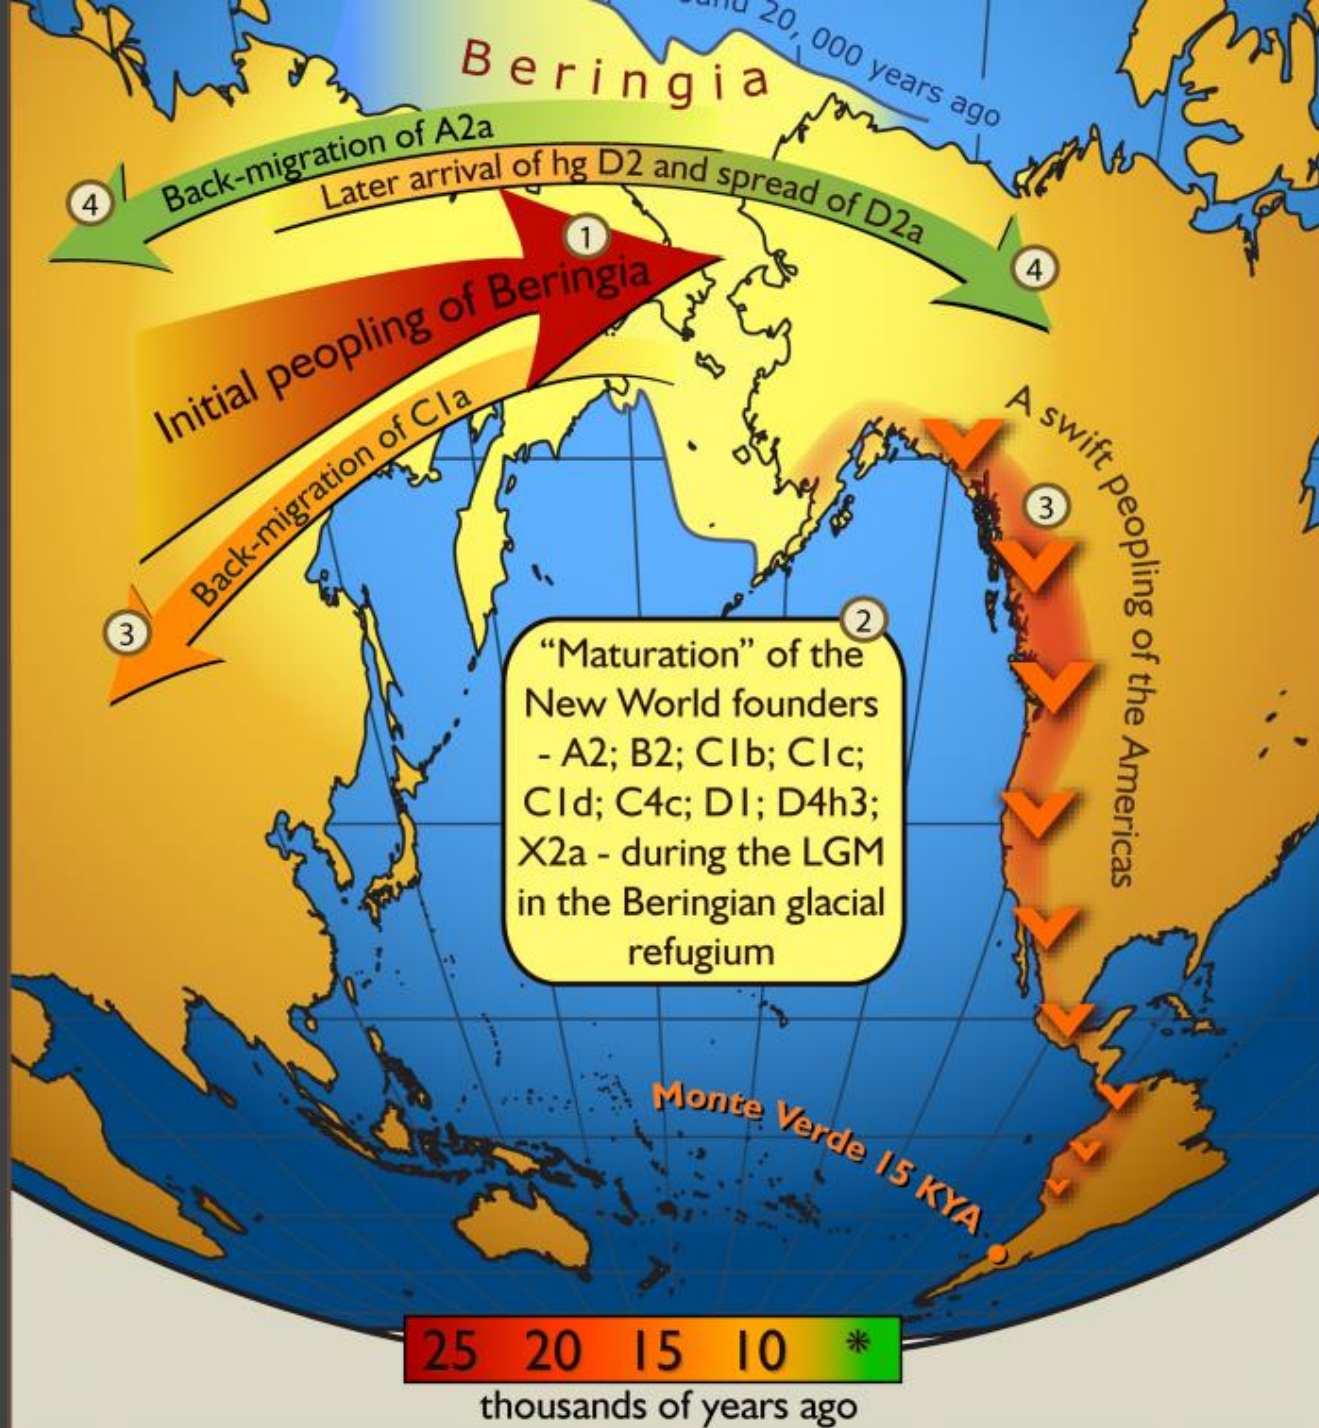 20, 000 years ago
Beringia
Back-migration of A2a
Later arrival of hg D2 and spread of D2a
4
1
4
Initial peopling of Beringia
Back-migration of C1a
3
A swift peopling of the Americas
3
2
“Maturation” of the
New World founders
- A2; B2; C1b; C1c;
C1d; C4c; D1; D4h3;
X2a - during the LGM
in the Beringian glacial
refugium
Monte Verde 15 KYA
25 20 15 10 *
thousands of years ago